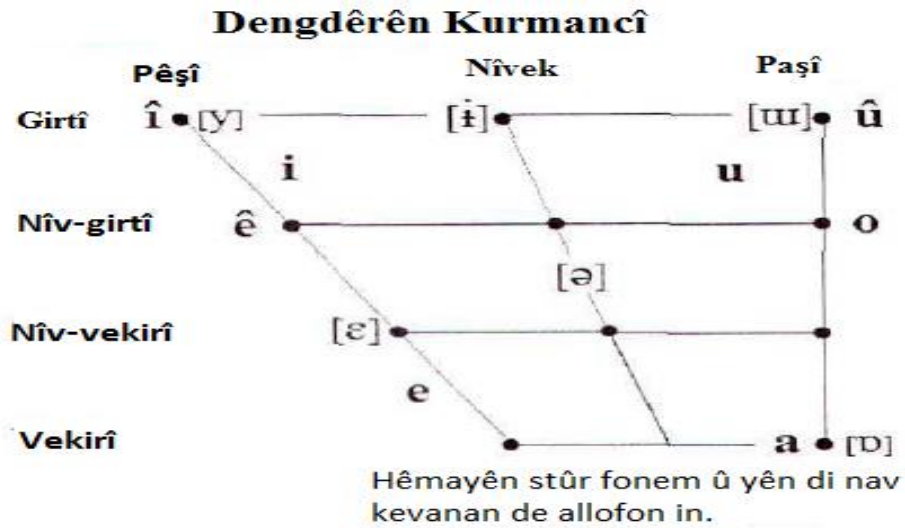 Dengdêrên Kurmancî
Pêşî Nîvek Paşî
Girtî î [y] [ɨ] [ɯ] û
i u
Nîv-girtî ê o
[ə]
Nîv-vekirî [ɛ]
e
Vekirî a [ɒ]
Hêmayên stûr fonem û yên di nav
kevanan de allofon in.